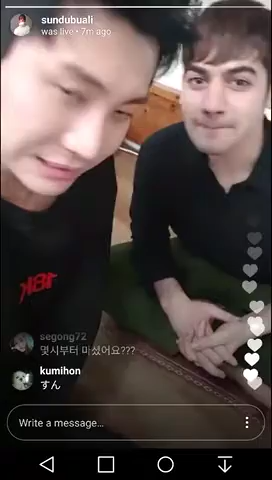 sundubuali
was live • 7m ago
segong72
몇시부터 마셨어요???
kumihon
すん
Write a message...